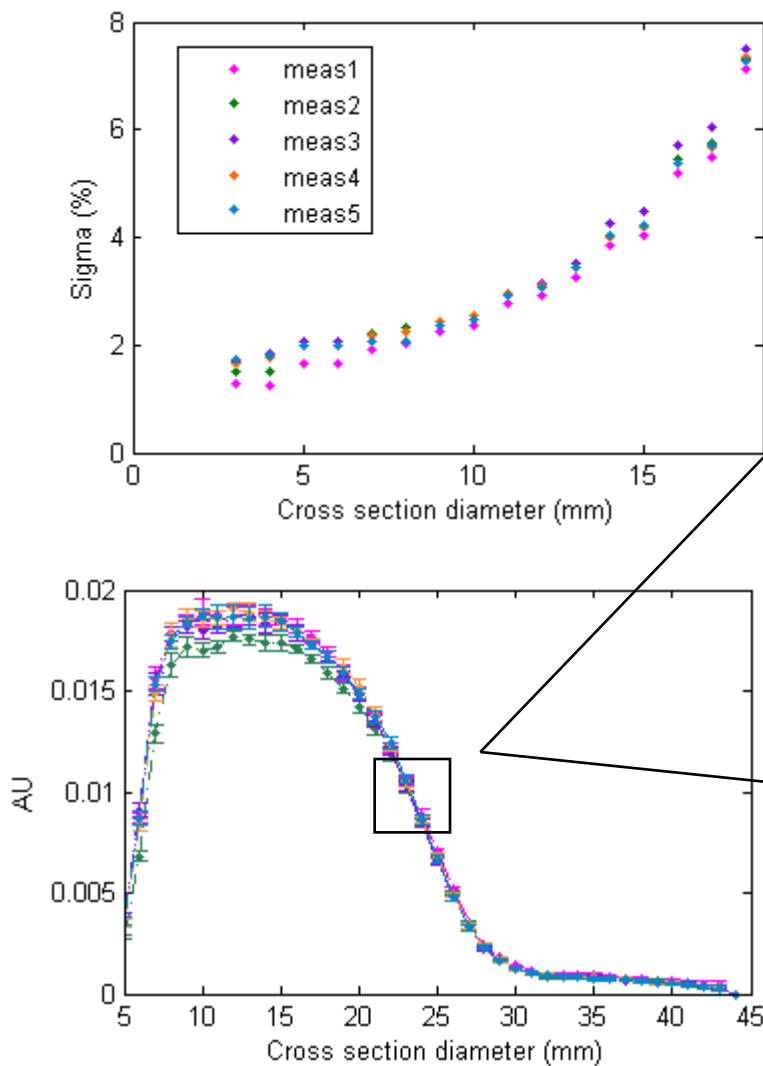 8
meas1
meas2
meas3
meas4
meas5
6
4
2
0
Sigma (%)
0 5 10 15
Cross section diameter (mm)
0.02
0.015
0.01
0.005
0
AU
5 10 15 20 25 30 35 40 45
Cross section diameter (mm)